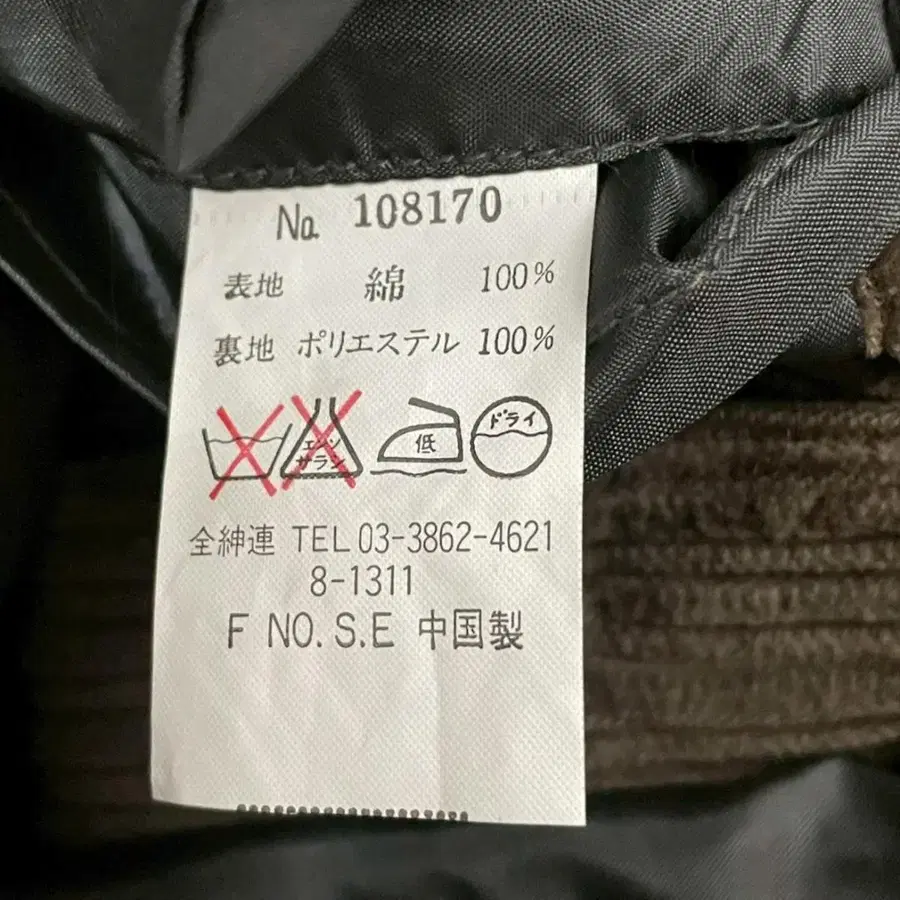 No. 108170
表地 綿 100%
裏地 ポリエステル 100%
エンソ
サラシ
低
ドライ
全紳連 TEL 03-3862-4621
8-1311
F NO.S.E 中国製